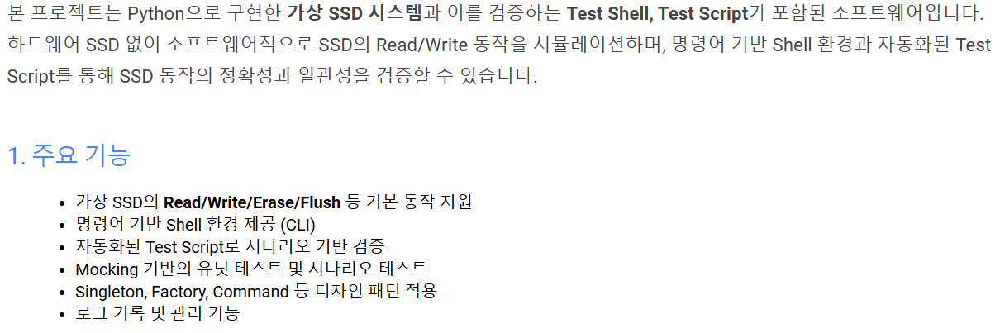 본 프로젝트는 Python으로 구현한 가상 SSD 시스템과 이를 검증하는 Test Shell, Test Script가 포함된 소프트웨어입니다.
하드웨어 SSD 없이 소프트웨어적으로 SSD의 Read/Write 동작을 시뮬레이션하며, 명령어 기반 Shell 환경과 자동화된 Test
Script를 통해 SSD 동작의 정확성과 일관성을 검증할 수 있습니다.
1. 주요 기능
• 가상 SSD의 Read/Write/Erase/Flush 등 기본 동작 지원
• 명령어 기반 Shell 환경 제공 (CLI)
• 자동화된 Test Script로 시나리오 기반 검증
• Mocking 기반의 유닛 테스트 및 시나리오 테스트
• Singleton, Factory, Command 등 디자인 패턴 적용
• 로그 기록 및 관리 기능